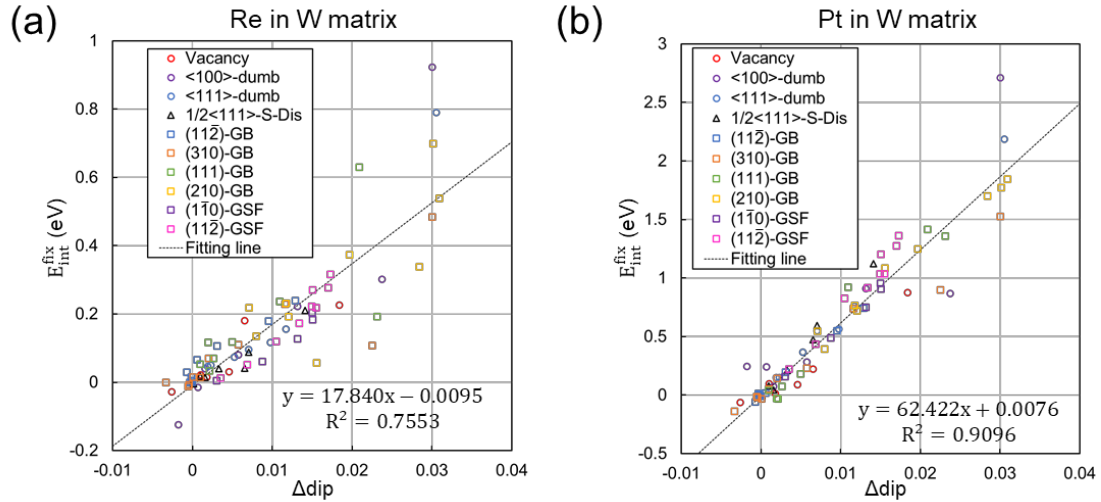 (a)
Re in W matrix
E_int^fix (eV)
1
0.8
0.6
0.4
0.2
0
-0.2
Vacancy
<100>-dumb
<111>-dumb
1/2<111>-S-Dis
(112̅)-GB
(310)-GB
(111)-GB
(210)-GB
(11̅0)-GSF
(112̅)-GSF
Fitting line
y = 17.840x − 0.0095
R² = 0.7553
-0.01 0 0.01 0.02 0.03 0.04
Δdip
(b)
Pt in W matrix
E_int^fix (eV)
3
2.5
2
1.5
1
0.5
0
-0.5
Vacancy
<100>-dumb
<111>-dumb
1/2<111>-S-Dis
(112̅)-GB
(310)-GB
(111)-GB
(210)-GB
(11̅0)-GSF
(112̅)-GSF
Fitting line
y = 62.422x + 0.0076
R² = 0.9096
-0.01 0 0.01 0.02 0.03 0.04
Δdip